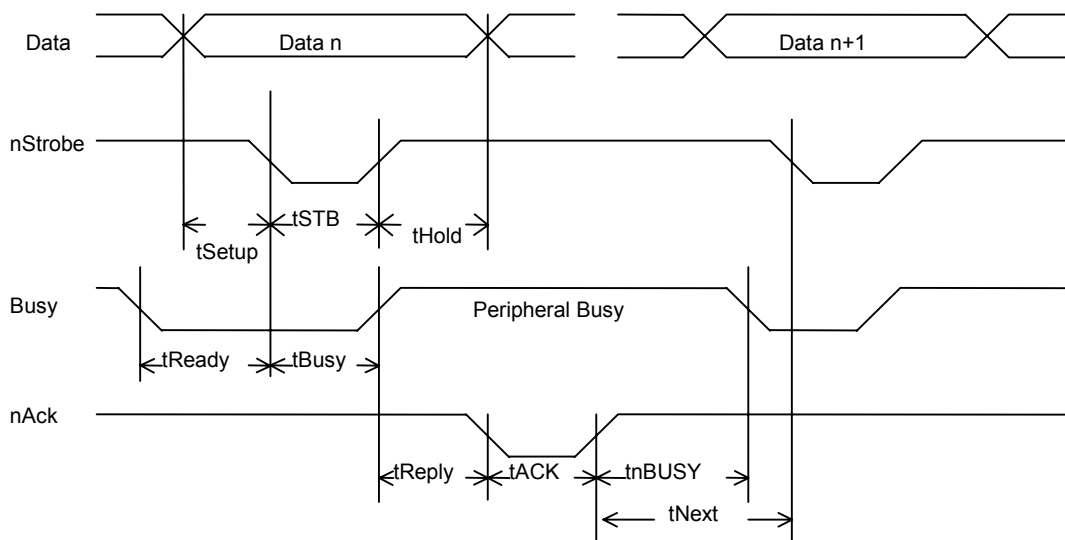 Data
Data n
Data n+1
nStrobe
tSetup
tSTB
tHold
Busy
Peripheral Busy
tReady
tBusy
nAck
tReply
tACK
tnBUSY
tNext